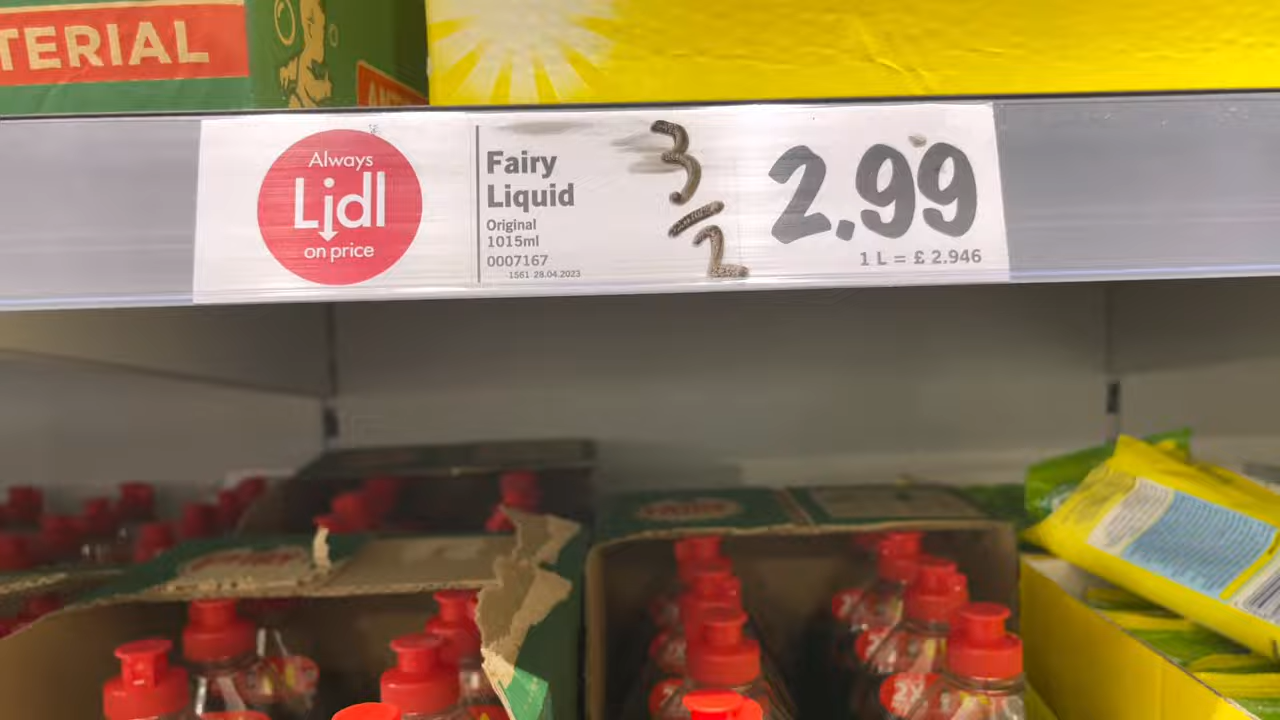 TERIAL
Always
Lidl
on price
Fairy
Liquid
Original
1015ml
0007167
1561 28.04.2023
3/2
2.99
1 L = £ 2.946
2X